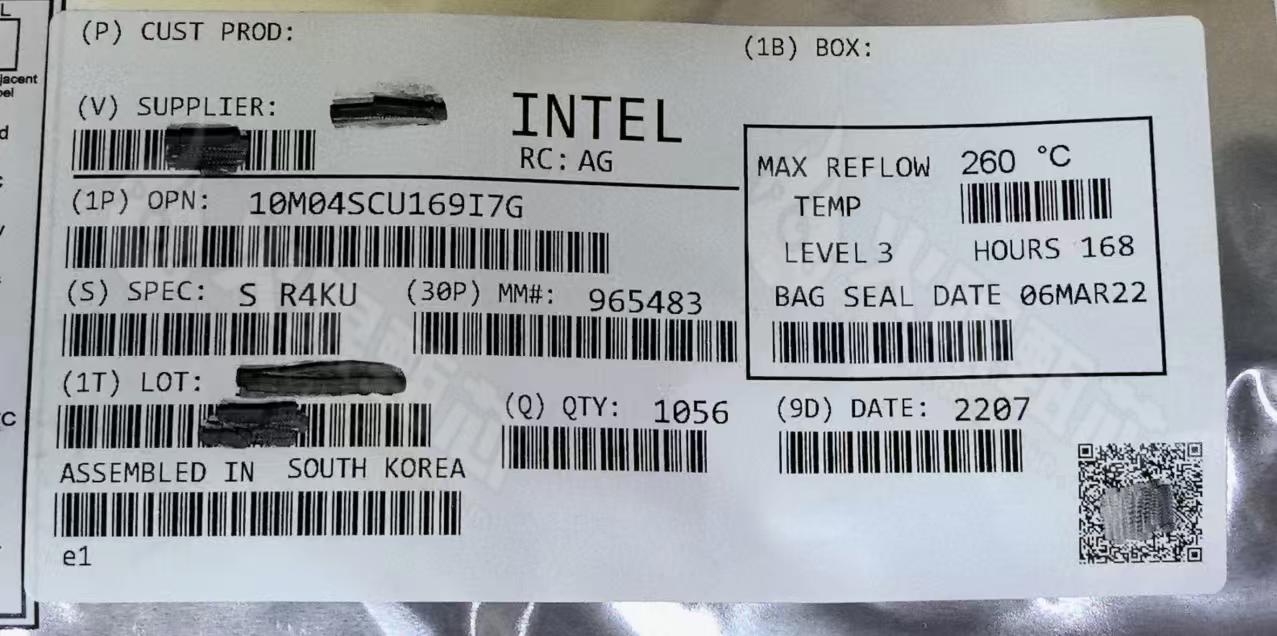 (P) CUST PROD:
(1B) BOX:
(V) SUPPLIER:
INTEL
RC: AG
(1P) OPN: 10M04SCU169I7G
(S) SPEC: S R4KU
(30P) MM#: 965483
(1T) LOT:
(Q) QTY: 1056
(9D) DATE: 2207
ASSEMBLED IN SOUTH KOREA
e1
MAX REFLOW 260 °C
TEMP
LEVEL 3 HOURS 168
BAG SEAL DATE 06MAR22
jacent